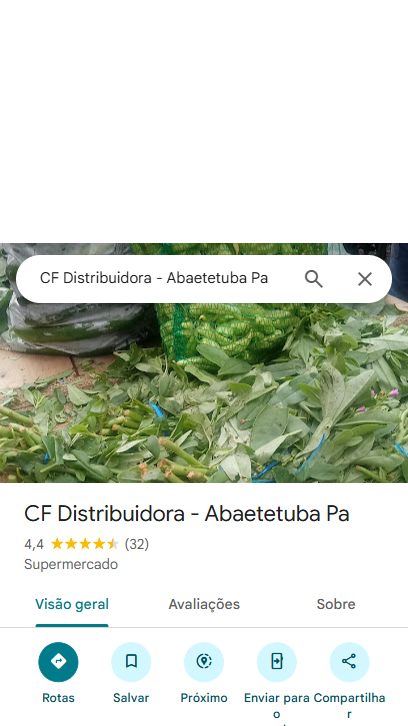 CF Distribuidora - Abaetetuba Pa
CF Distribuidora - Abaetetuba Pa
4,4 (32)
Supermercado
Visão geral Avaliações Sobre
Rotas Salvar Próximo Enviar para o Compartilhar